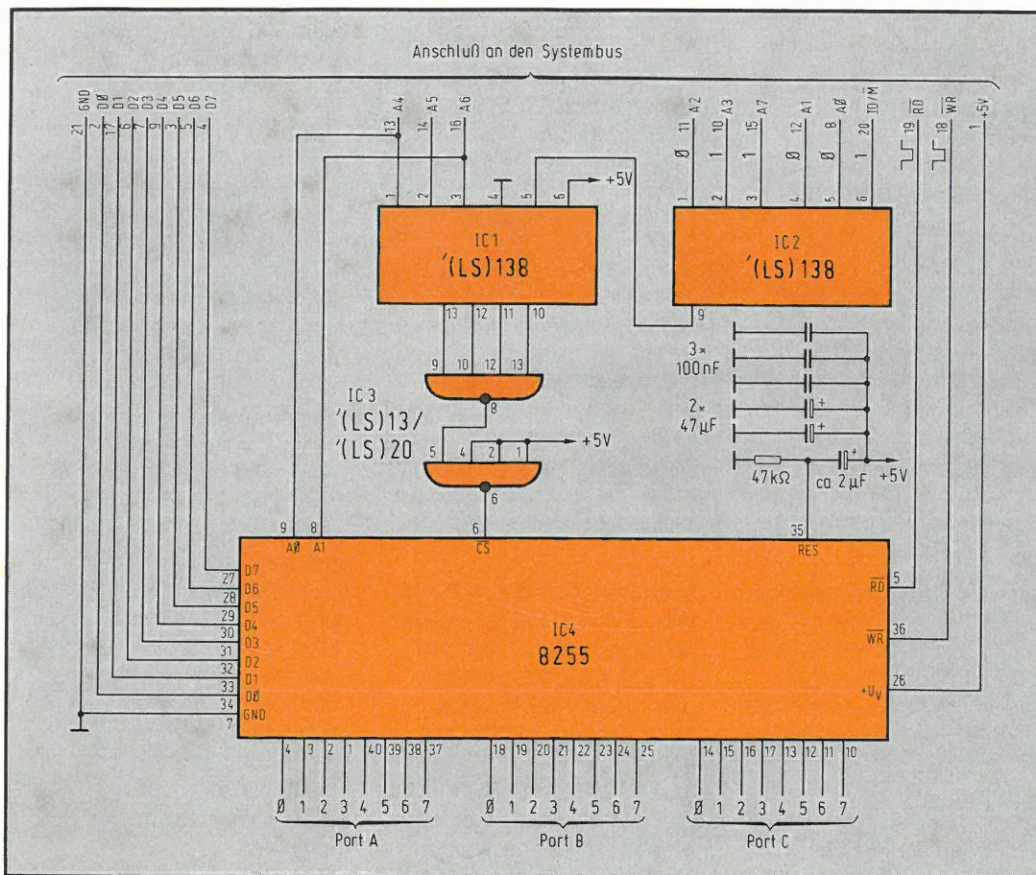 Anschluß an den Systembus
21 GND
2 DØ
17 D1
6 D2
7 D3
9 D4
3 D5
5 D6
4 D7
13 A4
14 A5
16 A6
11 A2
10 A3
15 A7
12 A1
8 AØ
20 IO/M̅
19 R̅D̅
18 W̅R̅
1 +5V
Ø 1 1 Ø Ø 1
1 2 3 4 5 6
+5V
1 2 3 4 5 6
IC1
'(LS)138
IC2
'(LS)138
13 12 11 10
9
9 10 12 13
8
IC3
'(LS)13/
'(LS)20
5 4 2 1
+5V
6
3×
100nF
2×
47µF
+
+
+
47kΩ
ca 2µF
+5V
9 8 6 35
AØ A1 C̅S̅ RES
27 D7
28 D6
29 D5
30 D4
31 D3
32 D2
33 D1
34 DØ
7 GND
IC4
8255
R̅D̅ 5
W̅R̅ 36
+Uv 26
4 3 2 1 40 39 38 37
18 19 20 21 22 23 24 25
14 15 16 17 13 12 11 10
Ø 1 2 3 4 5 6 7
Ø 1 2 3 4 5 6 7
Ø 1 2 3 4 5 6 7
Port A
Port B
Port C